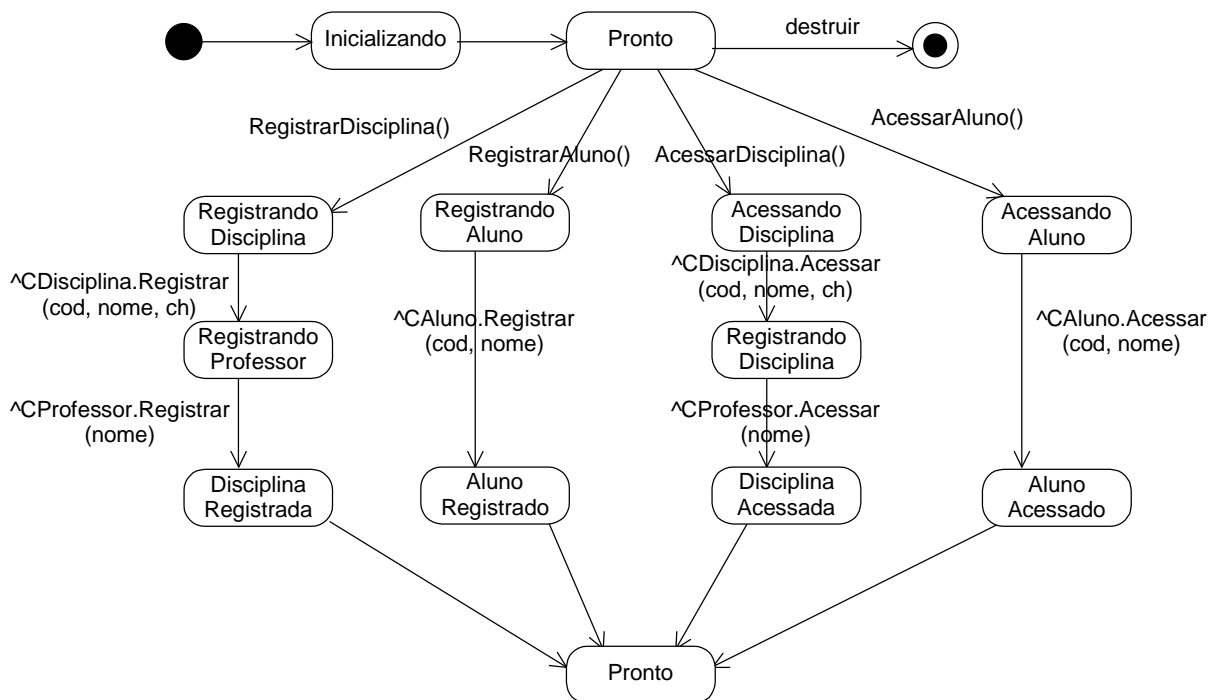 destruir
Inicializando
Pronto
RegistrarDisciplina()
RegistrarAluno()
AcessarDisciplina()
AcessarAluno()
Registrando
Disciplina
Registrando
Aluno
Acessando
Disciplina
Acessando
Aluno
^CDisciplina.Registrar
(cod, nome, ch)
^CDisciplina.Acessar
(cod, nome, ch)
Registrando
Professor
^CAluno.Registrar
(cod, nome)
Registrando
Disciplina
^CAluno.Acessar
(cod, nome)
^CProfessor.Registrar
(nome)
^CProfessor.Acessar
(nome)
Disciplina
Registrada
Aluno
Registrado
Disciplina
Acessada
Aluno
Acessado
Pronto